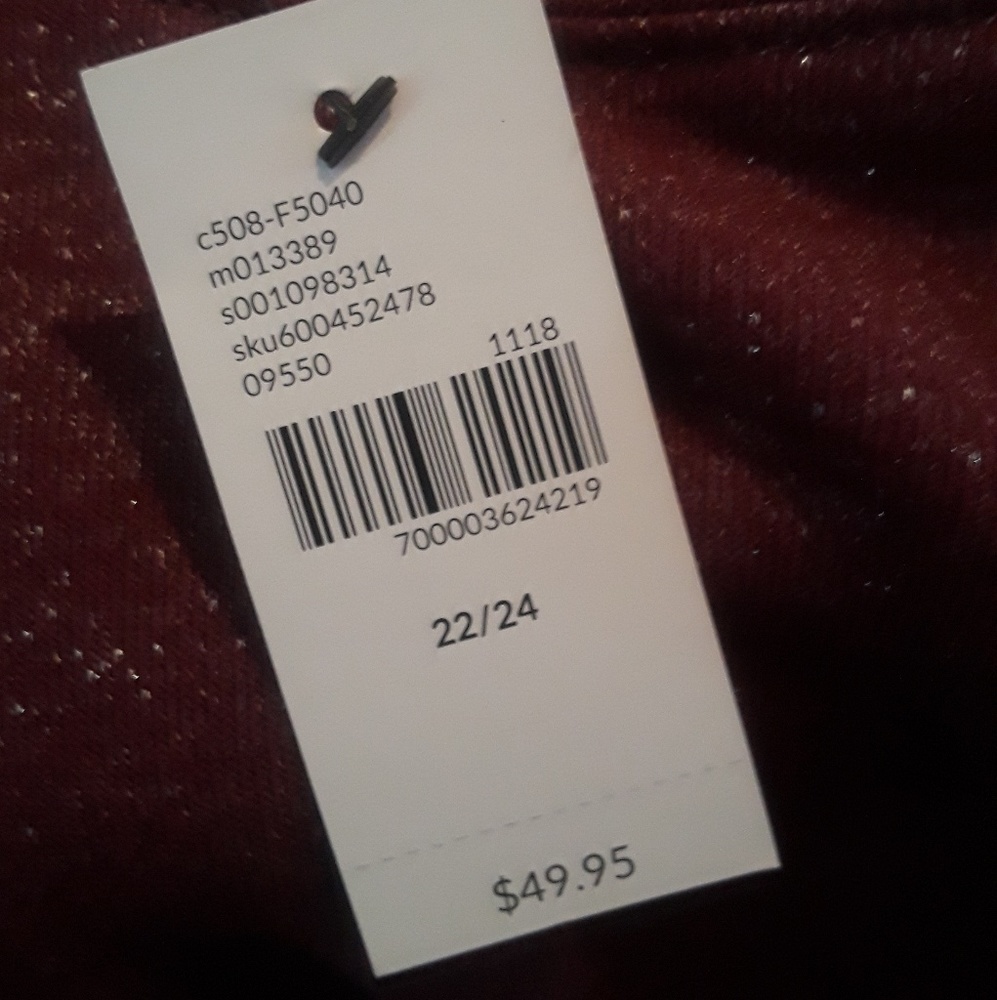 c508-F5040
m013389
s001098314
sku600452478
09550 1118
700003624219
22/24
$49.95